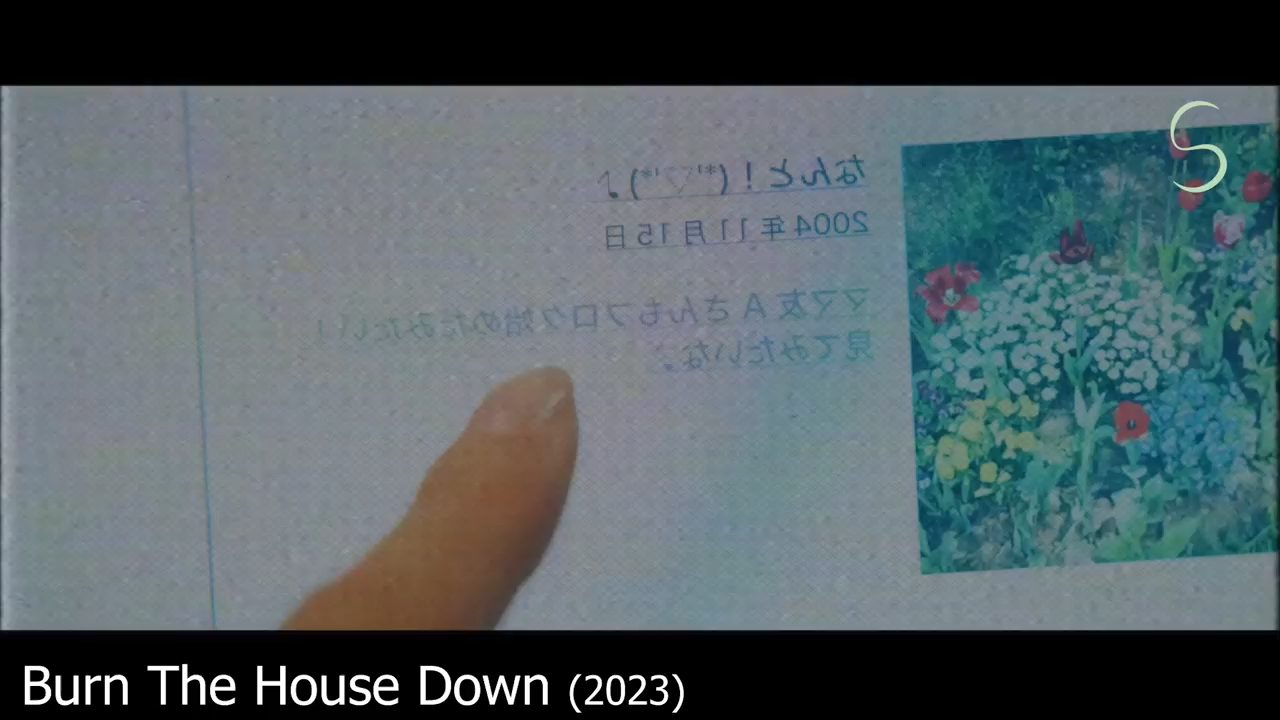 S
なんと！(*'♡'*)♪
2004年11月15日
ママ友Aさんもブログ始めたみたい！
見てみたいな♪
Burn The House Down (2023)